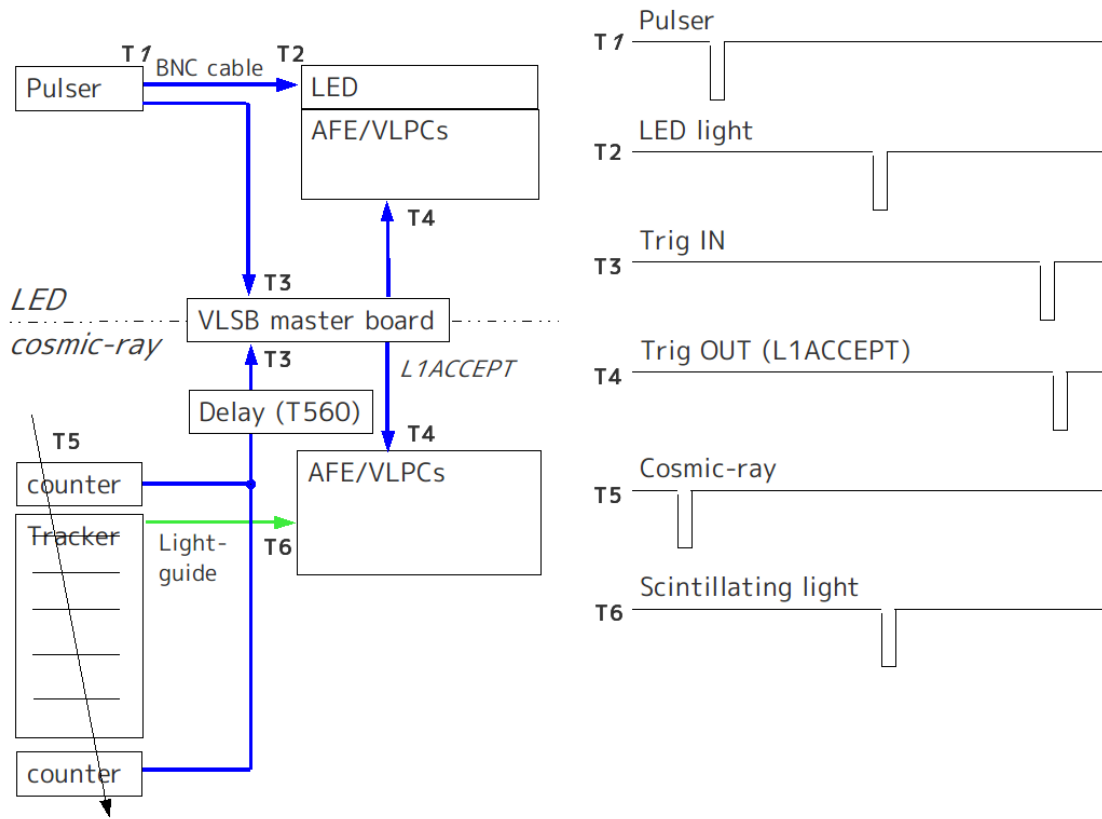 T1
T2
BNC cable
Pulser
LED
AFE/VLPCs
T4
T3
LED
VLSB master board
cosmic-ray
T3
L1ACCEPT
Delay (T560)
T4
T5
AFE/VLPCs
counter
Tracker
Light-
guide
T6
counter
Pulser
T1
LED light
T2
Trig IN
T3
Trig OUT (L1ACCEPT)
T4
Cosmic-ray
T5
Scintillating light
T6